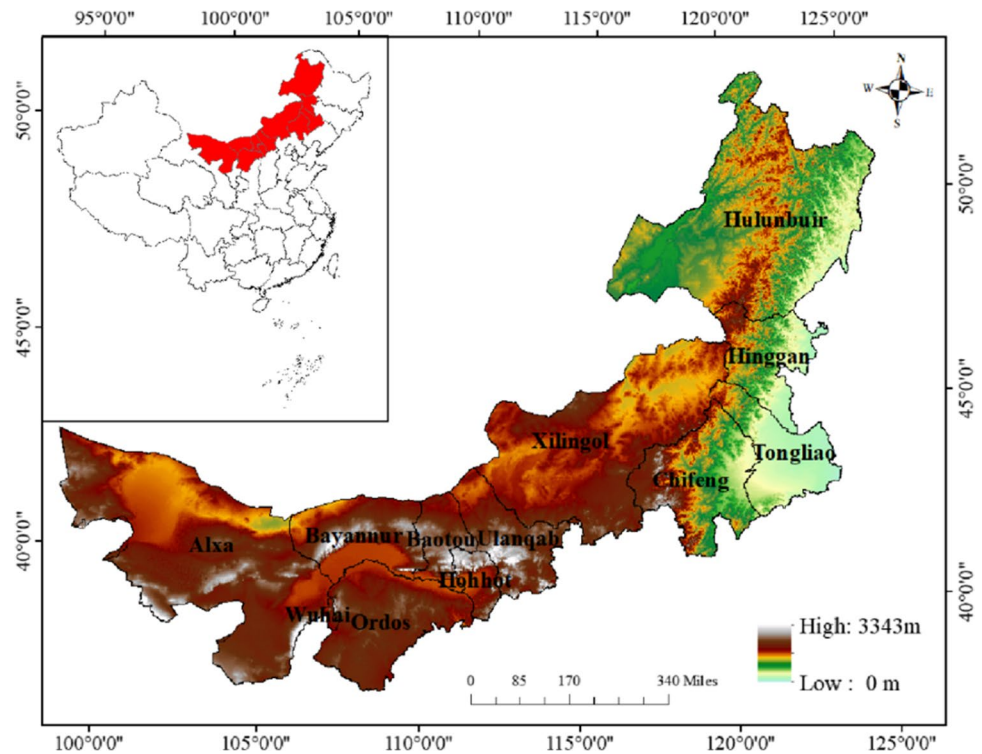 95°0'0" 100°0'0" 105°0'0" 110°0'0" 115°0'0" 120°0'0" 125°0'0"
N
W E
S
50°0'0"
50°0'0"
Hulunbuir
45°0'0"
Hinggan
45°0'0"
Xilingol
Tongliao
Chifeng
Bayannur Baotou Ulanqab
Alxa
40°0'0"
Hohhot
40°0'0"
Wuhai Ordos
High: 3343m
Low : 0 m
0 85 170 340 Miles
100°0'0" 105°0'0" 110°0'0" 115°0'0" 120°0'0" 125°0'0"